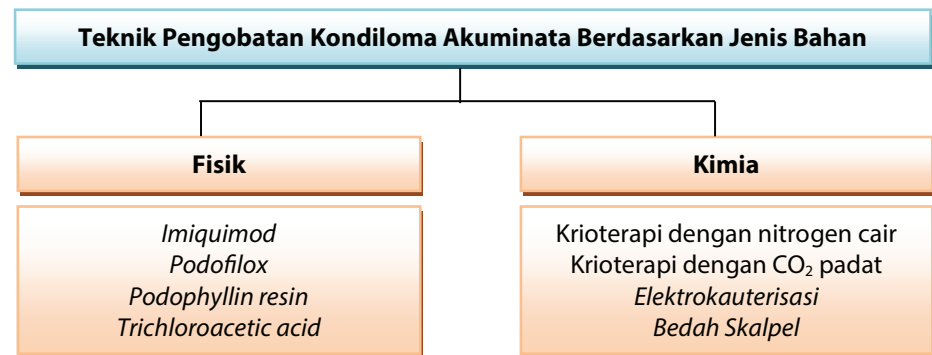 Teknik Pengobatan Kondiloma Akuminata Berdasarkan Jenis Bahan
Fisik
Imiquimod
Podofilox
Podophyllin resin
Trichloroacetic acid
Kimia
Krioterapi dengan nitrogen cair
Krioterapi dengan CO₂ padat
Elektrokauterisasi
Bedah Skalpel